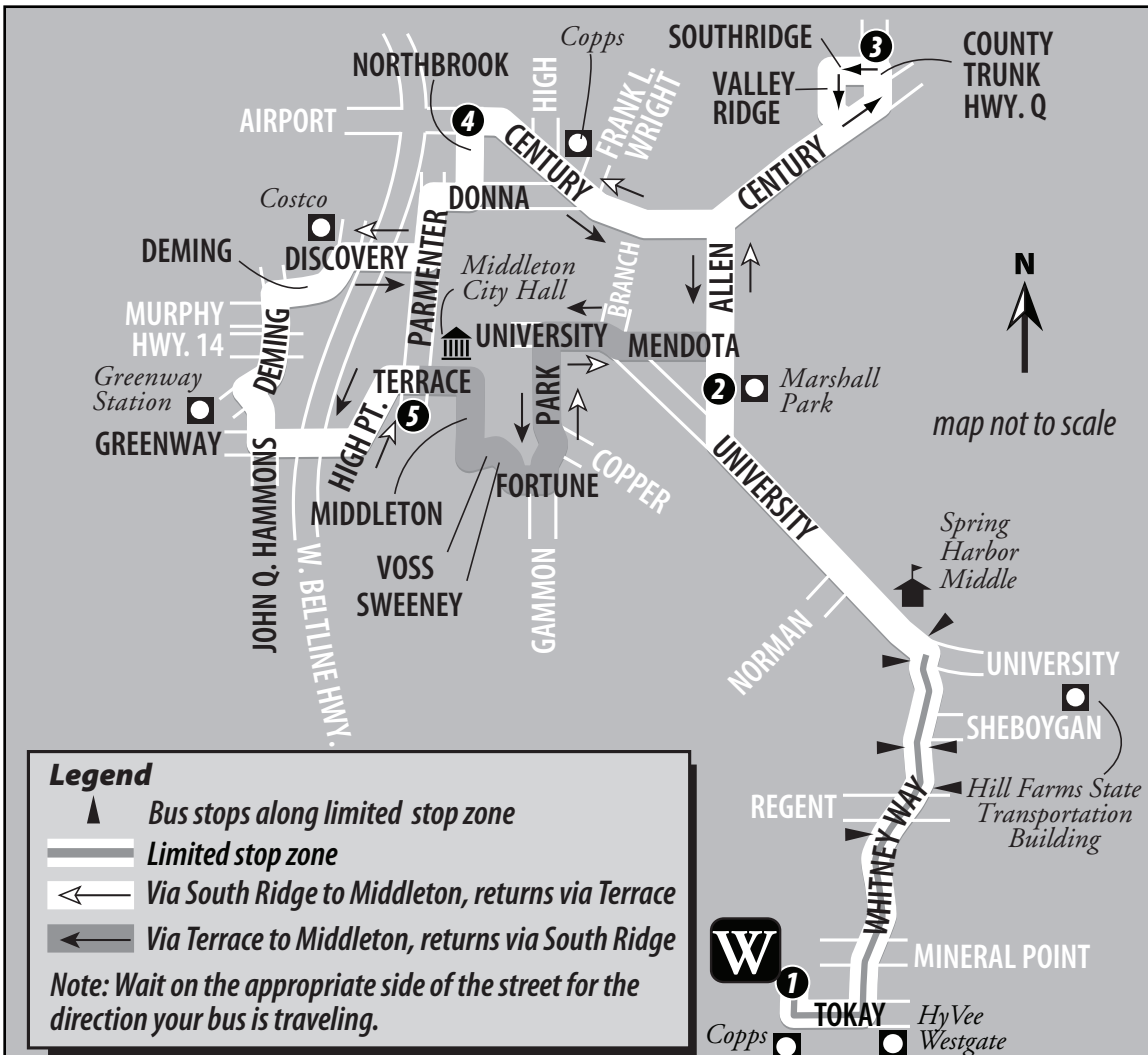 Copps
SOUTHRIDGE
3
COUNTY
TRUNK
HWY. Q
NORTHBROOK
HIGH
FRANK L.
WRIGHT
VALLEY
RIDGE
AIRPORT
4
CENTURY
CENTURY
Costco
DONNA
DEMING
DISCOVERY
PARMENTER
Middleton
City Hall
BRANCH
ALLEN
N
MURPHY
HWY. 14
DEMING
UNIVERSITY
MENDOTA
Greenway
Station
TERRACE
PARK
2
Marshall
Park
map not to scale
GREENWAY
HIGH PT.
5
COPPER
UNIVERSITY
FORTUNE
MIDDLETON
JOHN Q. HAMMONS
W. BELTLINE HWY.
VOSS
SWEENEY
GAMMON
Spring
Harbor
Middle
NORMAN
UNIVERSITY
SHEBOYGAN
Hill Farms State
Transportation
Building
REGENT
WHITNEY WAY
MINERAL POINT
W
1
TOKAY
HyVee
Westgate
Copps
Legend
Bus stops along limited stop zone
Limited stop zone
Via South Ridge to Middleton, returns via Terrace
Via Terrace to Middleton, returns via South Ridge
Note: Wait on the appropriate side of the street for the
direction your bus is traveling.